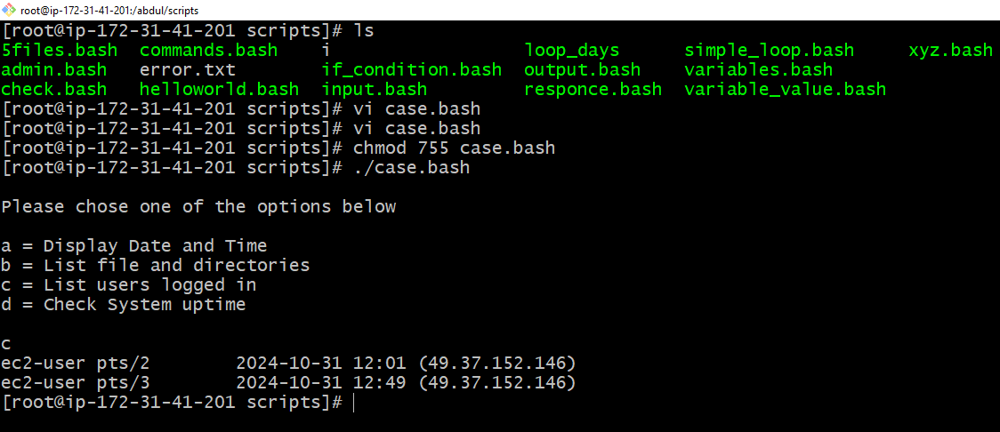 root@ip-172-31-41-201:/abdul/scripts
[root@ip-172-31-41-201 scripts]# ls
5files.bash  commands.bash    i                  loop_days      simple_loop.bash     xyz.bash
admin.bash   error.txt        if_condition.bash  output.bash    variables.bash
check.bash   helloworld.bash  input.bash         responce.bash  variable_value.bash
[root@ip-172-31-41-201 scripts]# vi case.bash
[root@ip-172-31-41-201 scripts]# vi case.bash
[root@ip-172-31-41-201 scripts]# chmod 755 case.bash
[root@ip-172-31-41-201 scripts]# ./case.bash
Please chose one of the options below
a = Display Date and Time
b = List file and directories
c = List users logged in
d = Check System uptime
c
ec2-user pts/2        2024-10-31 12:01 (49.37.152.146)
ec2-user pts/3        2024-10-31 12:49 (49.37.152.146)
[root@ip-172-31-41-201 scripts]#